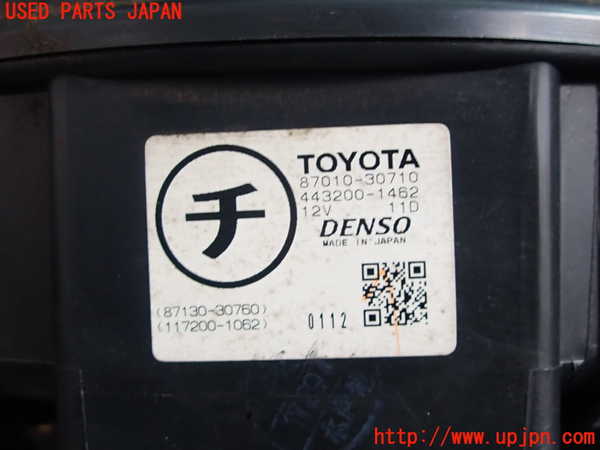 USED PARTS JAPAN
チ
TOYOTA
87010-30710
443200-1462
12V 11D
DENSO
MADE IN JAPAN
(87130-30760)
(117200-1062)
0112
http://www.upjpn.com/